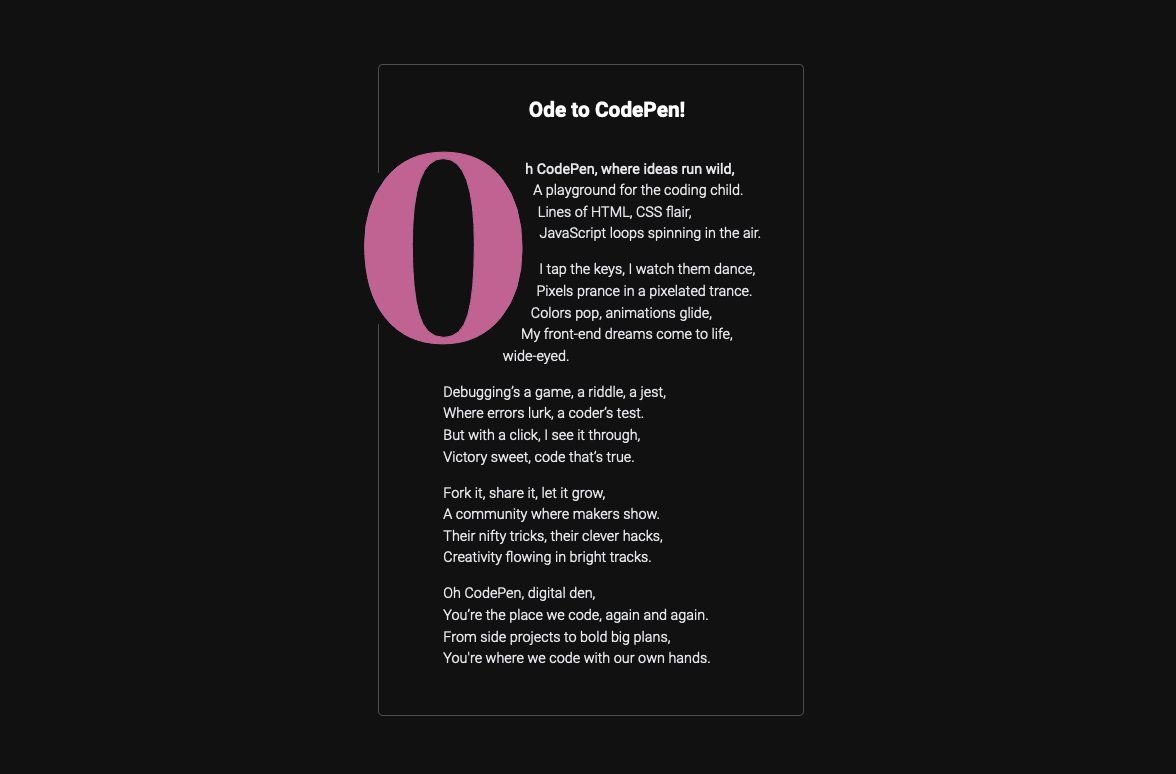 Ode to CodePen!
Oh CodePen, where ideas run wild,
A playground for the coding child.
Lines of HTML, CSS flair,
JavaScript loops spinning in the air.
I tap the keys, I watch them dance,
Pixels prance in a pixelated trance.
Colors pop, animations glide,
My front-end dreams come to life,
wide-eyed.
Debugging’s a game, a riddle, a jest,
Where errors lurk, a coder’s test.
But with a click, I see it through,
Victory sweet, code that’s true.
Fork it, share it, let it grow,
A community where makers show.
Their nifty tricks, their clever hacks,
Creativity flowing in bright tracks.
Oh CodePen, digital den,
You’re the place we code, again and again.
From side projects to bold big plans,
You're where we code with our own hands.